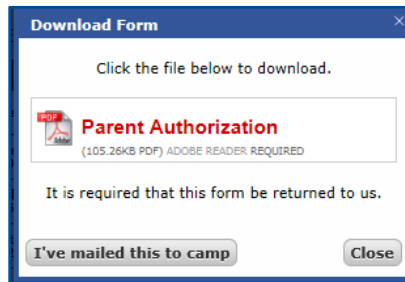 Download Form ×
Click the file below to download.
PDF
Adobe
Parent Authorization
(105.26KB PDF) ADOBE READER REQUIRED
It is required that this form be returned to us.
I've mailed this to camp
Close